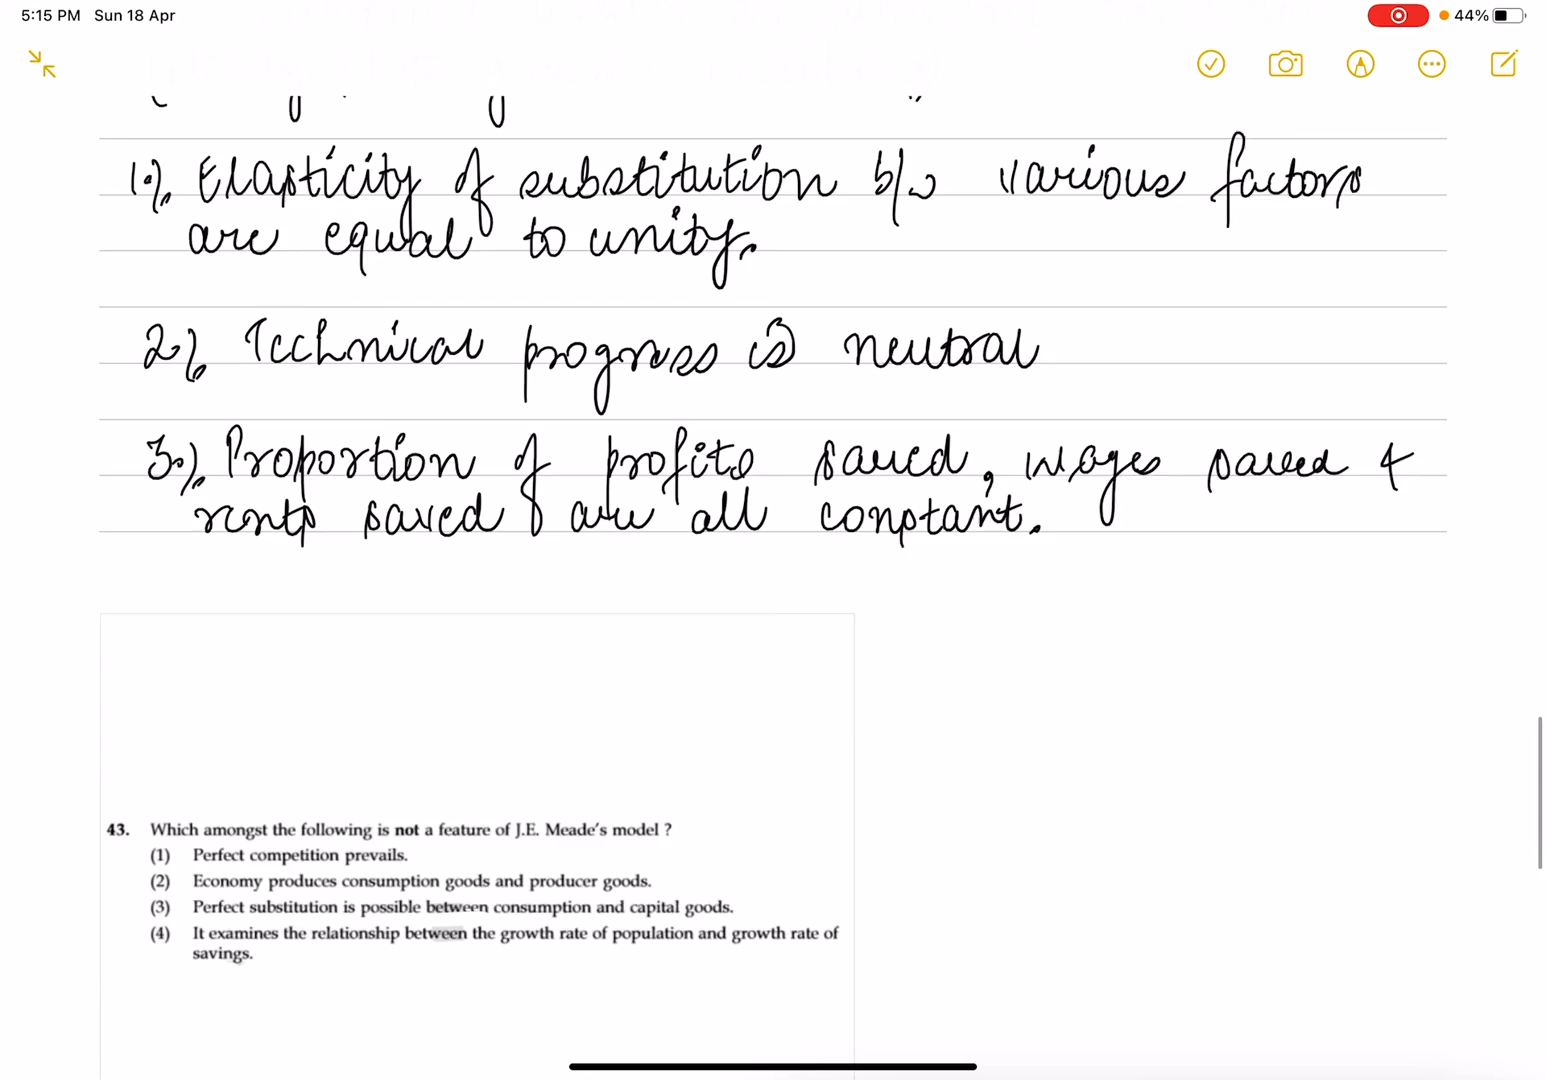 5:15 PM Sun 18 Apr
44%
1.) Elasticity of substitution b/w various factors
are equal to unity.
2.) Technical progress is neutral
3.) Proportion of profits saved, wages saved &
rents saved are all constant.
43. Which amongst the following is not a feature of J.E. Meade's model ?
(1) Perfect competition prevails.
(2) Economy produces consumption goods and producer goods.
(3) Perfect substitution is possible between consumption and capital goods.
(4) It examines the relationship between the growth rate of population and growth rate of
savings.